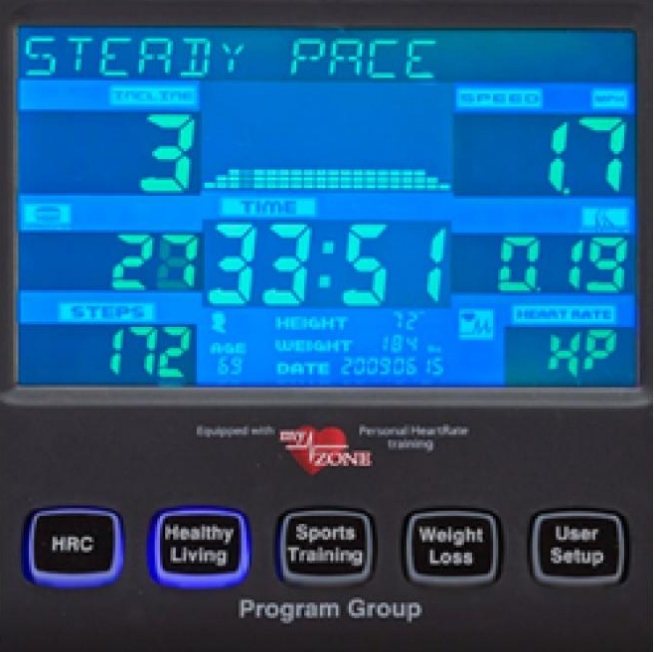 STEADY PACE
INCLINE SPEED MPH
3 1.7
TIME
27 33:51 0.19
STEPS HEIGHT 72" HEART RATE
172 AGE WEIGHT 184 HP
69 DATE 20090615
Equipped with my ZONE Personal HeartRate training
HRC Healthy Living Sports Training Weight Loss User Setup
Program Group